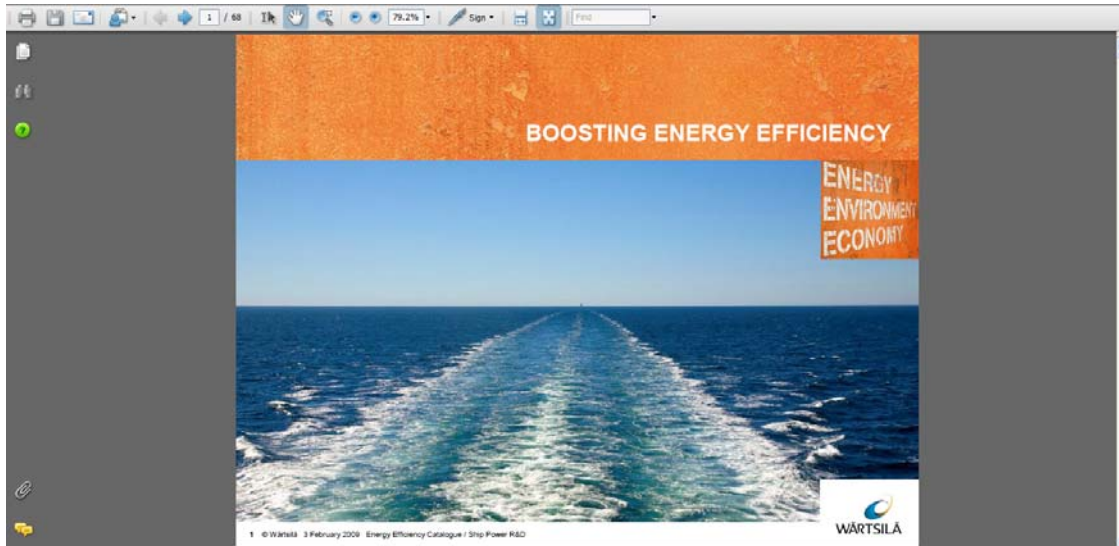 1 / 68
79.2%
Sign
Find
BOOSTING ENERGY EFFICIENCY
ENERGY
ENVIRONMENT
ECONOMY
WÄRTSILÄ
1 © Wärtsilä 3 February 2009 Energy Efficiency Catalogue / Ship Power R&D